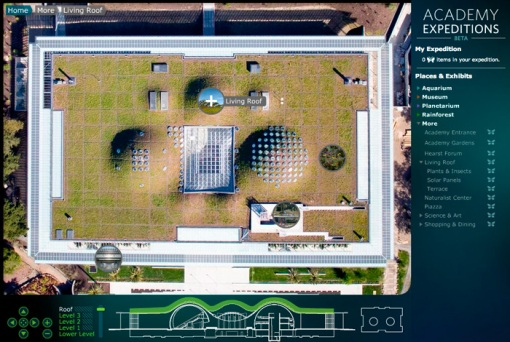 Home More Living Roof
ACADEMY
EXPEDITIONS
BETA
My Expedition
0 items in your expedition.
Places & Exhibits
Aquarium
Museum
Planetarium
Rainforest
More
Academy Entrance
Academy Gardens
Hearst Forum
Living Roof
Plants & Insects
Solar Panels
Terrace
Naturalist Center
Piazza
Science & Art
Shopping & Dining
Living Roof
Roof
Level 3
Level 2
Level 1
Lower Level